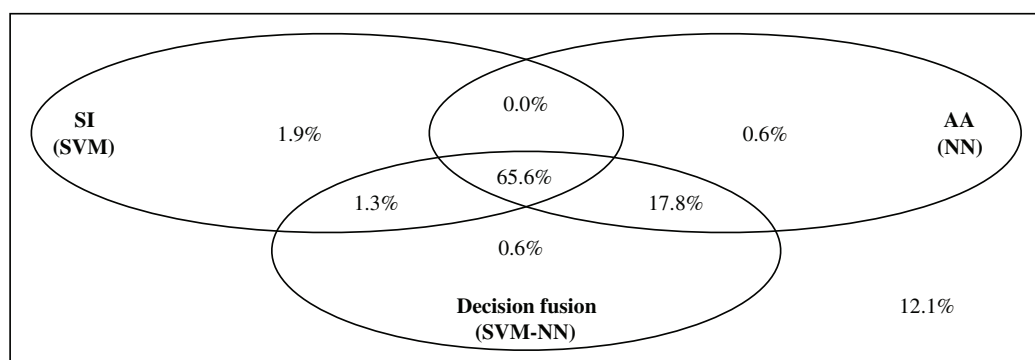 0.0%
SI
(SVM)
1.9%
0.6%
AA
(NN)
65.6%
1.3%
17.8%
0.6%
Decision fusion
(SVM-NN)
12.1%